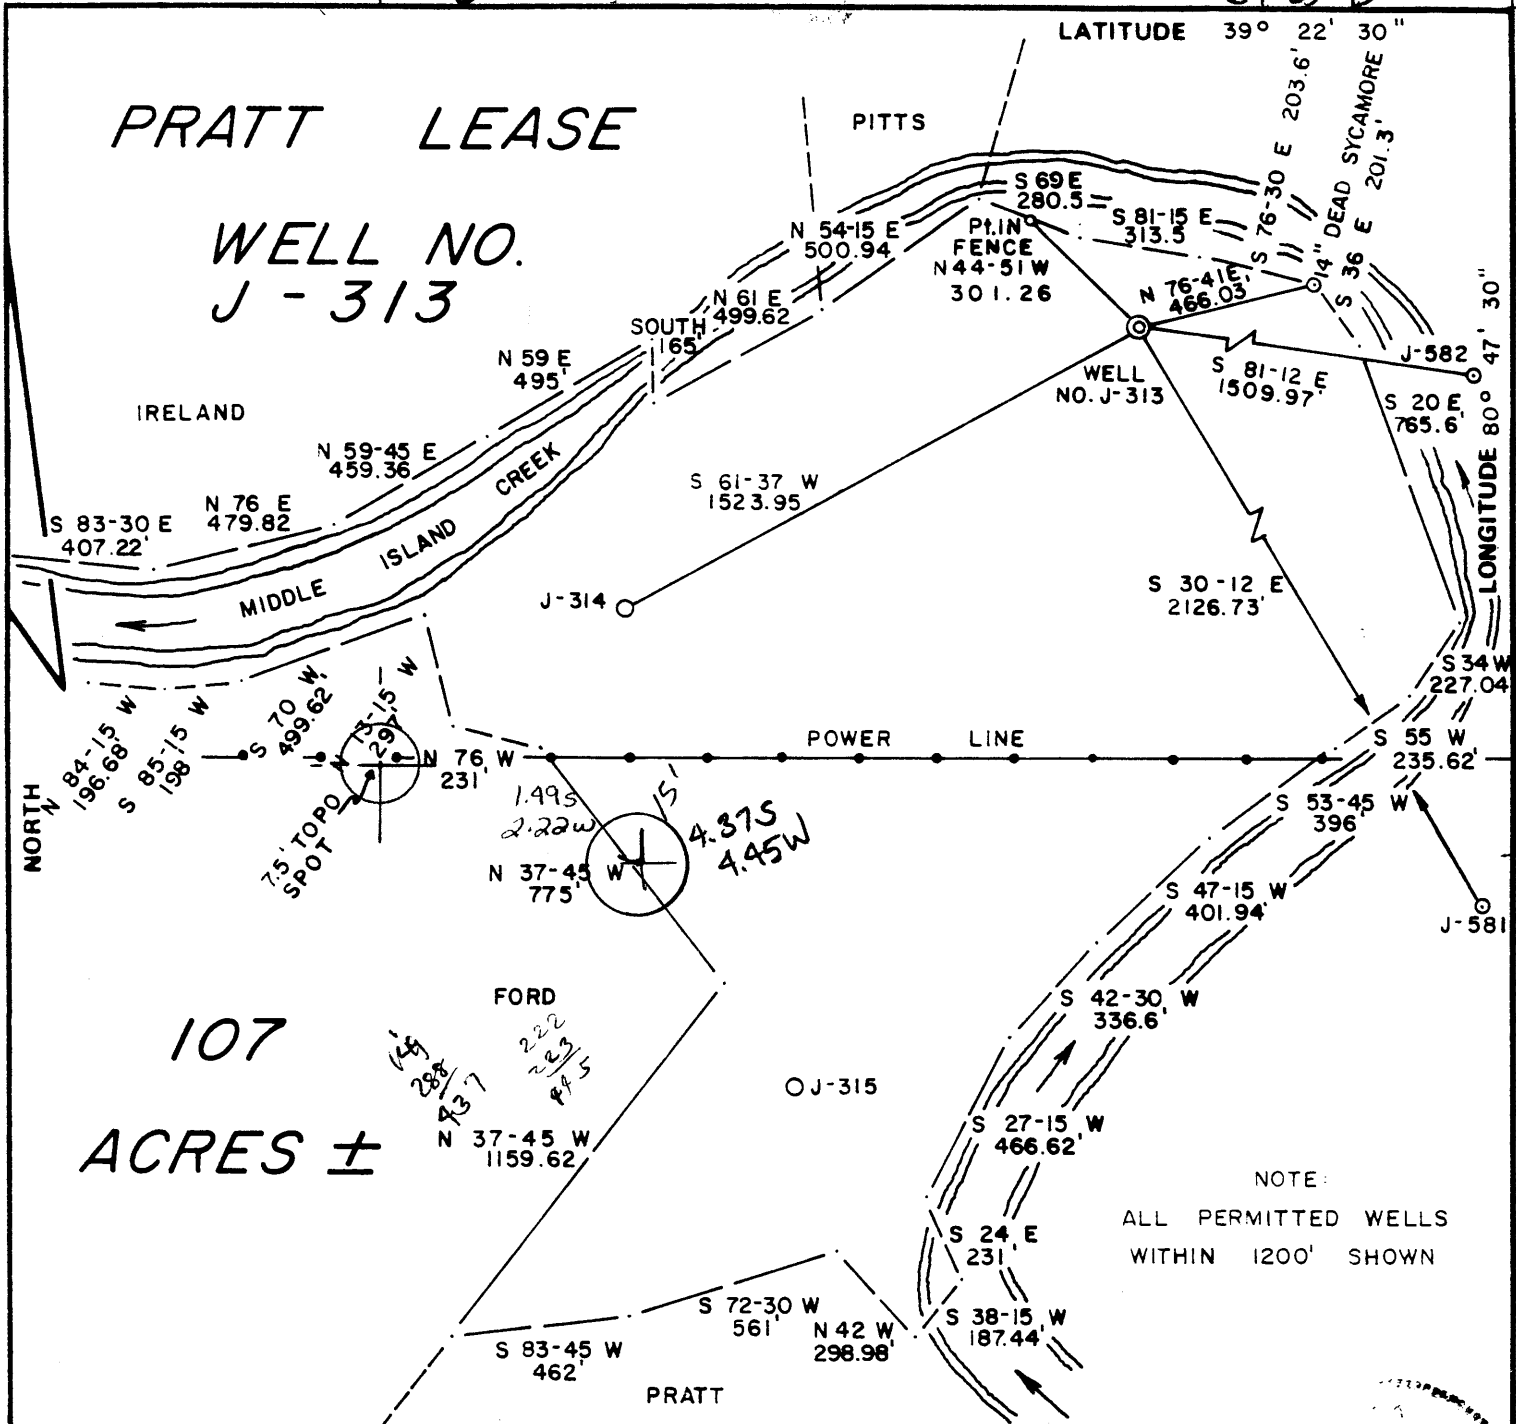 LATITUDE 39° 22' 30"
PRATT LEASE
WELL NO.
J - 313
PITTS
S 76-30 E 203.6'
14" DEAD SYCAMORE
S 36 E 201.3'
S 69 E
280.5
S 81-15 E
313.5
Pt. IN
FENCE
N 44-51 W
301.26
N 54-15 E
500.94
N 76-41 E
466.03'
N 61 E
499.62
SOUTH
165'
N 59 E
495'
WELL
NO. J-313
S 81-12 E
1509.97'
J-582
LONGITUDE 80° 47' 30"
S 20 E
765.6'
IRELAND
N 59-45 E
459.36
S 61-37 W
1523.95
N 76 E
479.82
S 83-30 E
407.22'
MIDDLE ISLAND CREEK
J-314
S 30-12 E
2126.73'
S 34 W
227.04
N 84-15 W
196.68'
S 85-15 W
198'
S 70 W
499.62
N 13-15 W
297'
N 76 W
231'
POWER LINE
S 55 W
235.62'
NORTH
7.5' TOPO
SPOT
1.49S
2.22W
15'
4.37S
4.45W
N 37-45 W
775'
S 53-45 W
396'
S 47-15 W
401.94'
J-581
FORD
S 42-30 W
336.6'
107
ACRES ±
149
288
437
222
223
445
J-315
N 37-45 W
1159.62'
S 27-15 W
466.62'
NOTE:
ALL PERMITTED WELLS
WITHIN 1200' SHOWN
S 24 E
231'
S 72-30 W
561'
S 38-15 W
187.44'
N 42 W
298.98'
S 83-45 W
462'
PRATT